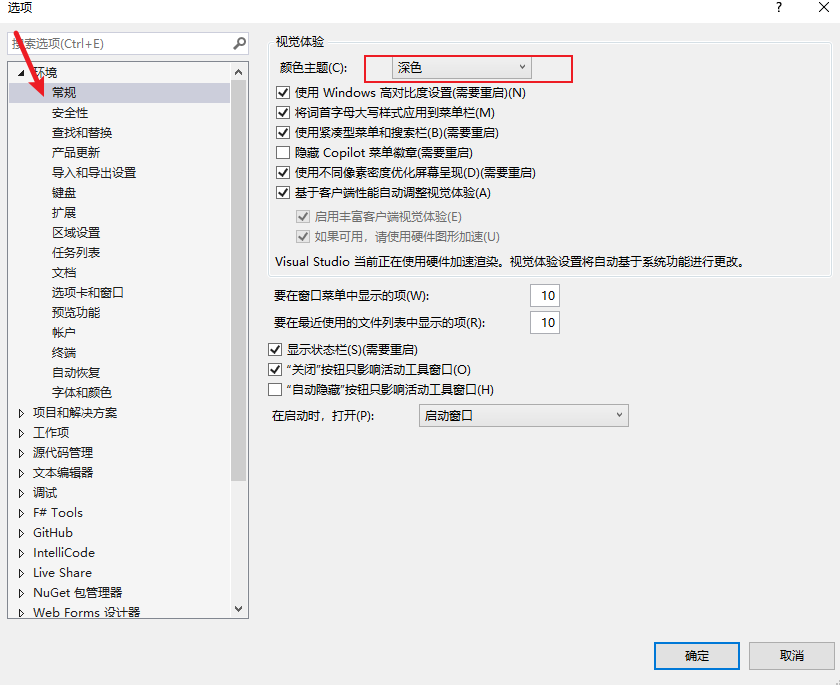 选项
搜索选项(Ctrl+E)
环境
常规
安全性
查找和替换
产品更新
导入和导出设置
键盘
扩展
区域设置
任务列表
文档
选项卡和窗口
预览功能
帐户
终端
自动恢复
字体和颜色
项目和解决方案
工作项
源代码管理
文本编辑器
调试
F# Tools
GitHub
IntelliCode
Live Share
NuGet 包管理器
Web Forms 设计器
视觉体验
颜色主题(C): 深色
使用 Windows 高对比度设置(需要重启)(N)
将词首字母大写样式应用到菜单栏(M)
使用紧凑型菜单和搜索栏(B)(需要重启)
隐藏 Copilot 菜单徽章(需要重启)
使用不同像素密度优化屏幕呈现(D)(需要重启)
基于客户端性能自动调整视觉体验(A)
启用丰富客户端视觉体验(E)
如果可用，请使用硬件图形加速(U)
Visual Studio 当前正在使用硬件加速渲染。视觉体验设置将自动基于系统功能进行更改。
要在窗口菜单中显示的项(W): 10
要在最近使用的文件列表中显示的项(R): 10
显示状态栏(S)(需要重启)
“关闭”按钮只影响活动工具窗口(O)
“自动隐藏”按钮只影响活动工具窗口(H)
在启动时，打开(P): 启动窗口
确定 取消